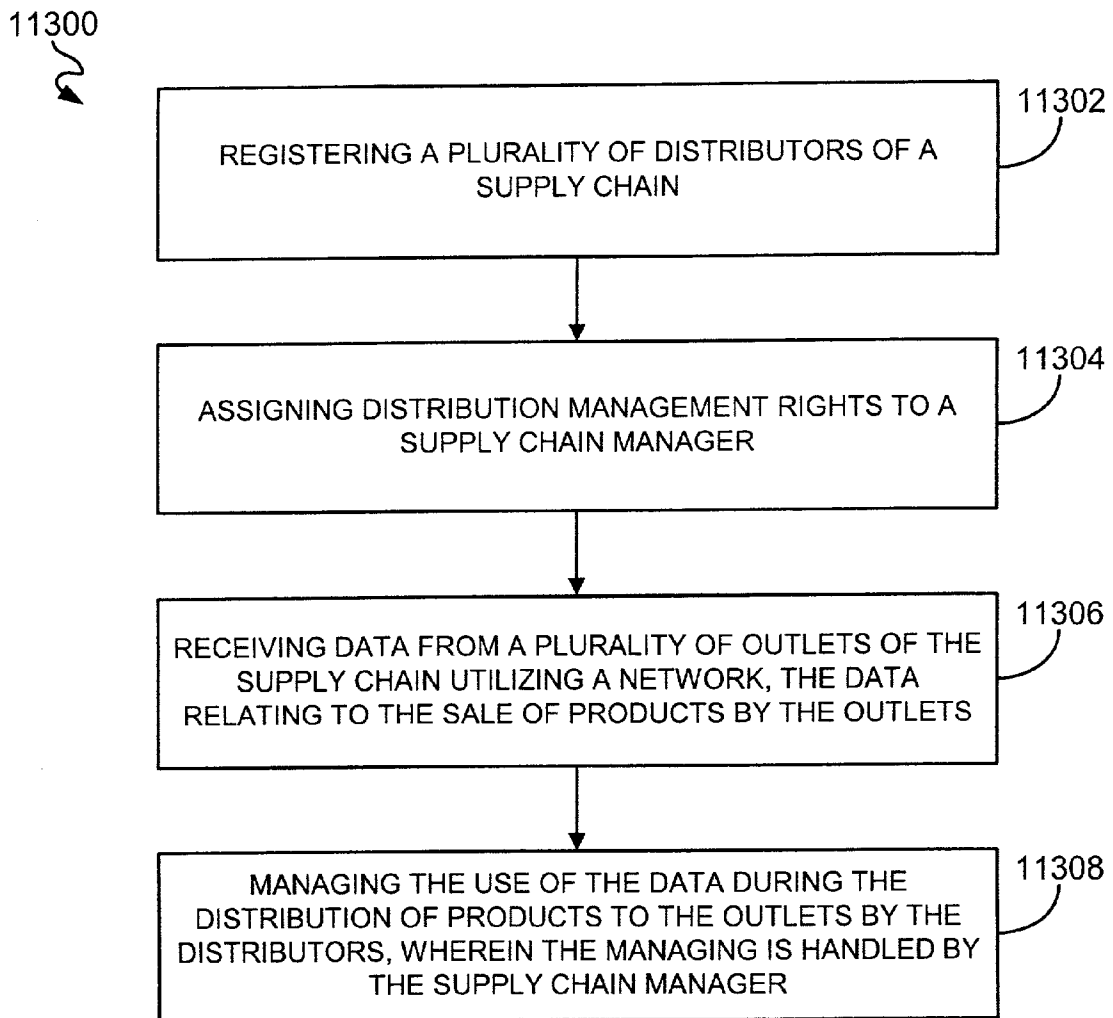 11300
11302
REGISTERING A PLURALITY OF DISTRIBUTORS OF A
SUPPLY CHAIN
11304
ASSIGNING DISTRIBUTION MANAGEMENT RIGHTS TO A
SUPPLY CHAIN MANAGER
11306
RECEIVING DATA FROM A PLURALITY OF OUTLETS OF THE
SUPPLY CHAIN UTILIZING A NETWORK, THE DATA
RELATING TO THE SALE OF PRODUCTS BY THE OUTLETS
11308
MANAGING THE USE OF THE DATA DURING THE
DISTRIBUTION OF PRODUCTS TO THE OUTLETS BY THE
DISTRIBUTORS, WHEREIN THE MANAGING IS HANDLED BY
THE SUPPLY CHAIN MANAGER